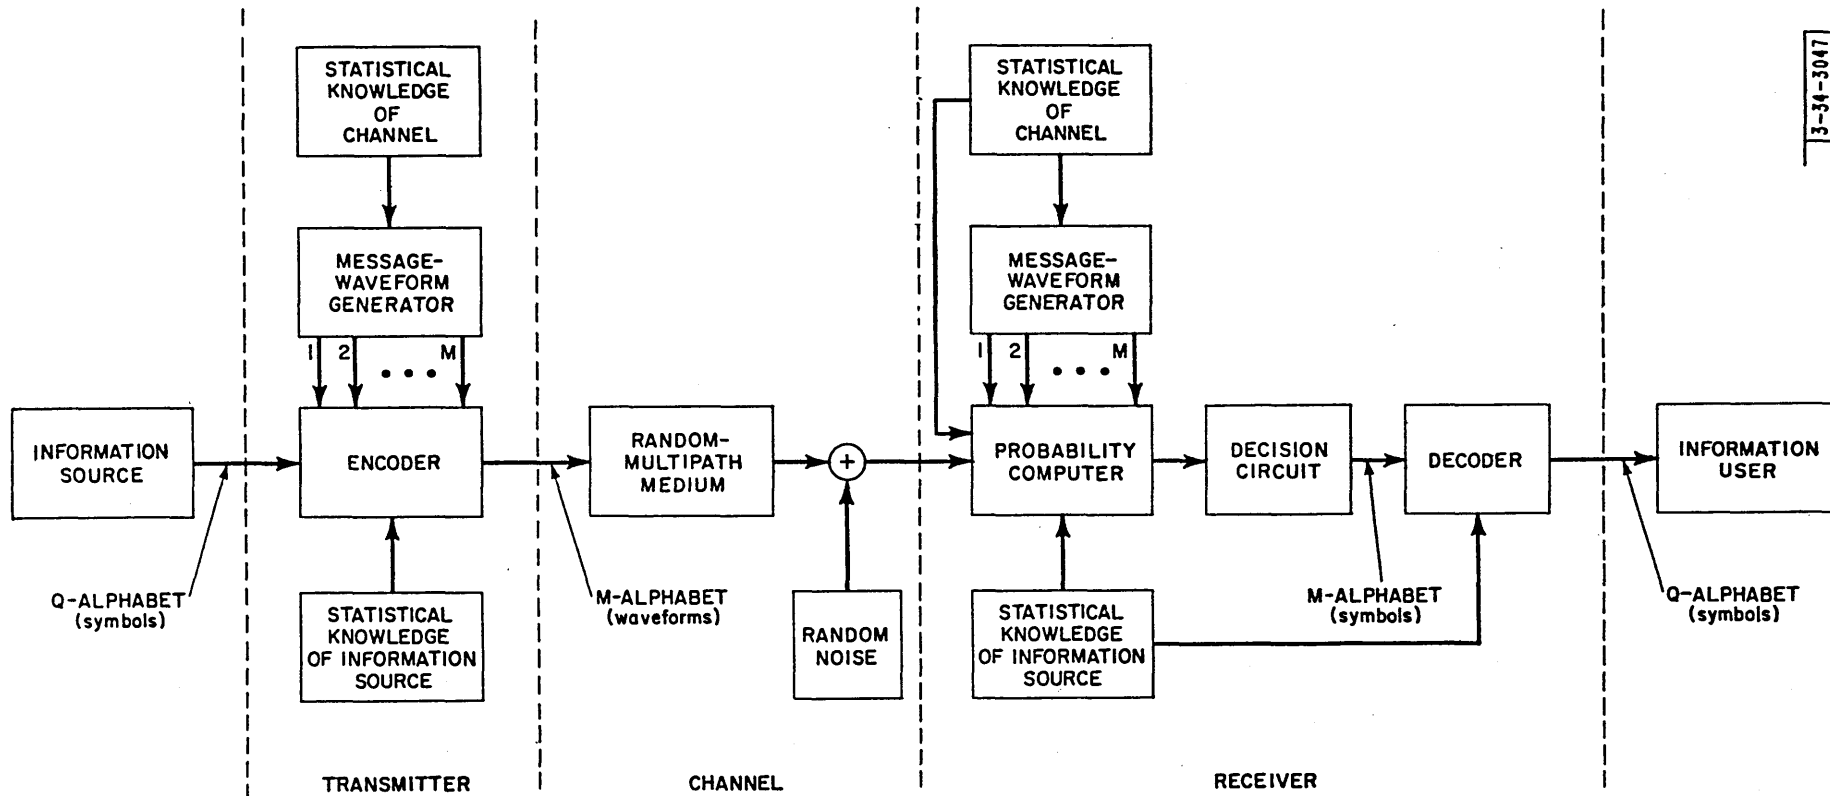 STATISTICAL
KNOWLEDGE
OF
CHANNEL
STATISTICAL
KNOWLEDGE
OF
CHANNEL
3-34-3047
MESSAGE-
WAVEFORM
GENERATOR
MESSAGE-
WAVEFORM
GENERATOR
1 2 • • • M
1 2 • • • M
INFORMATION
SOURCE
ENCODER
RANDOM-
MULTIPATH
MEDIUM
+
PROBABILITY
COMPUTER
DECISION
CIRCUIT
DECODER
INFORMATION
USER
Q-ALPHABET
(symbols)
STATISTICAL
KNOWLEDGE
OF INFORMATION
SOURCE
M-ALPHABET
(waveforms)
RANDOM
NOISE
STATISTICAL
KNOWLEDGE
OF INFORMATION
SOURCE
M-ALPHABET
(symbols)
Q-ALPHABET
(symbols)
TRANSMITTER
CHANNEL
RECEIVER